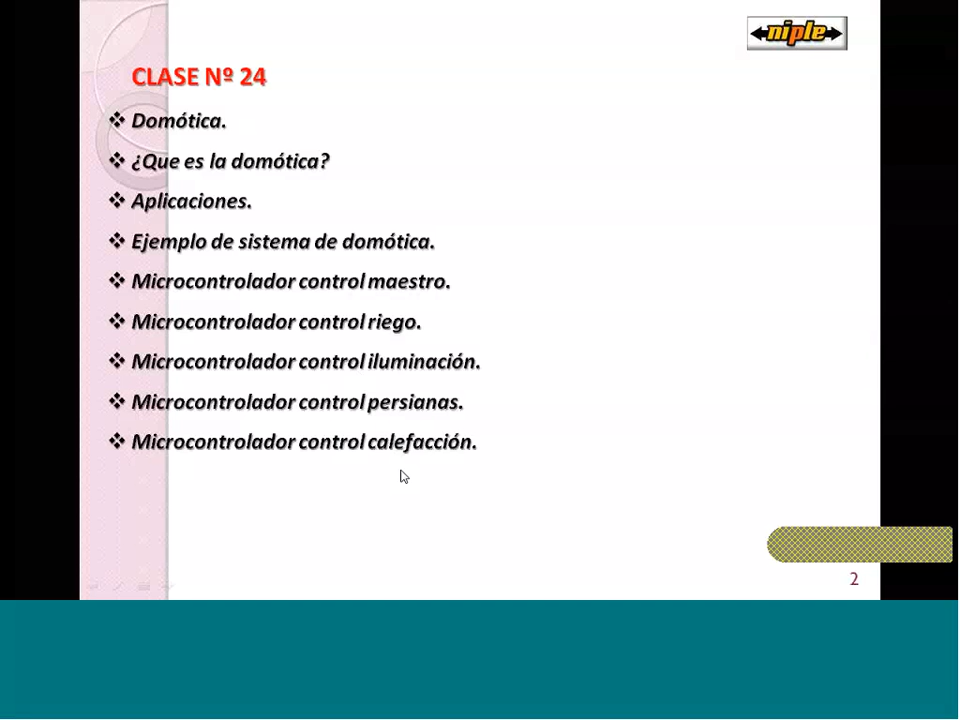 niple
CLASE Nº 24
Domótica.
¿Que es la domótica?
Aplicaciones.
Ejemplo de sistema de domótica.
Microcontrolador control maestro.
Microcontrolador control riego.
Microcontrolador control iluminación.
Microcontrolador control persianas.
Microcontrolador control calefacción.
2